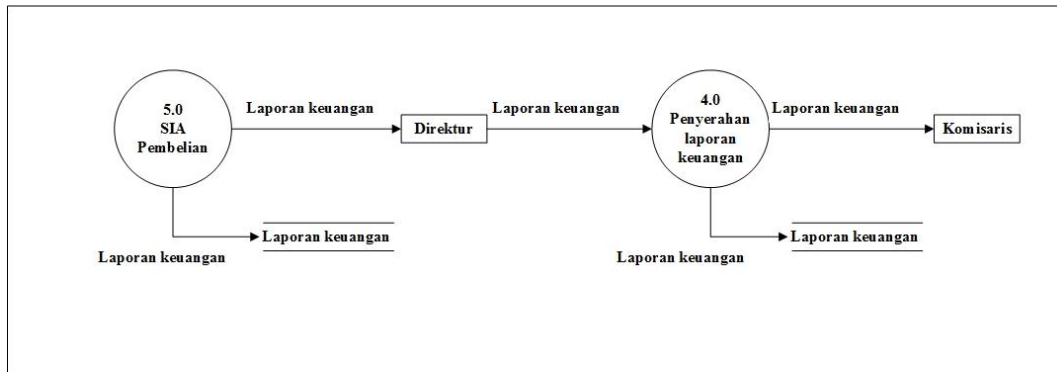 5.0
SIA
Pembelian
Laporan keuangan
Direktur
Laporan keuangan
4.0
Penyerahan
laporan
keuangan
Laporan keuangan
Komisaris
Laporan keuangan
Laporan keuangan
Laporan keuangan
Laporan keuangan